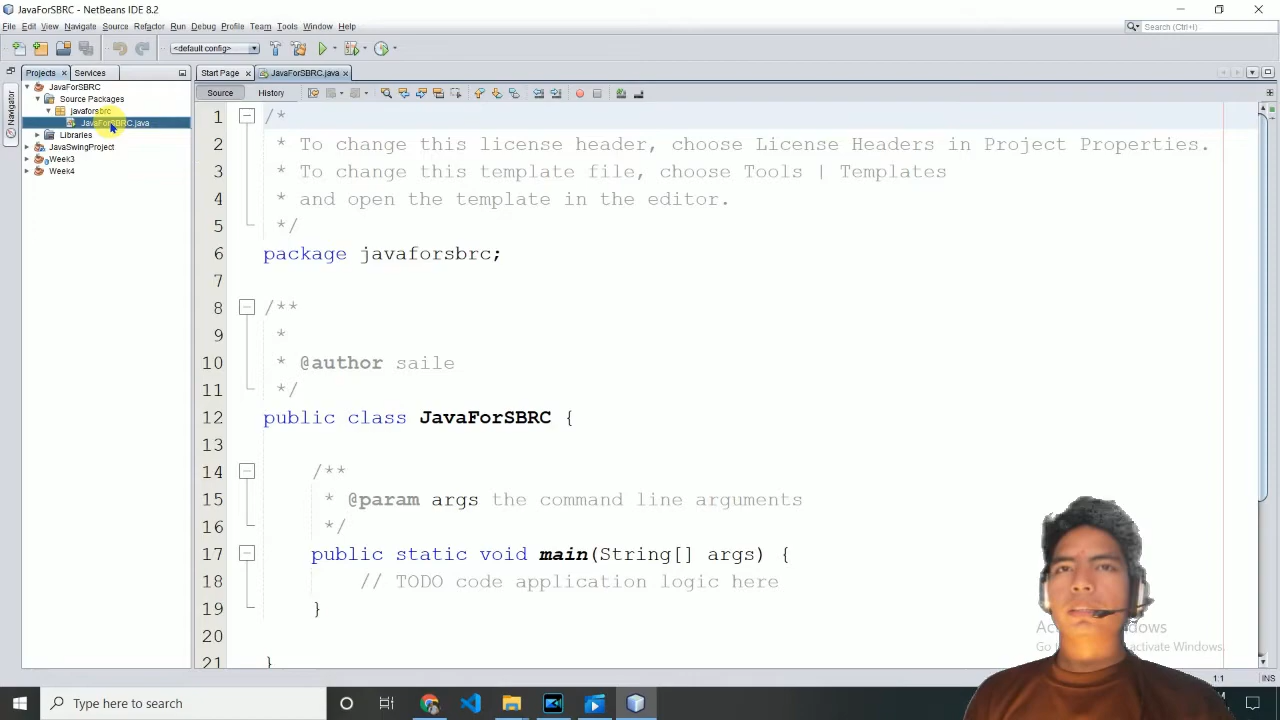 JavaForSBRC - NetBeans IDE 8.2
File Edit View Navigate Source Refactor Run Debug Profile Team Tools Window Help
Search (Ctrl+I)
<default config>
Projects
Services
Start Page
JavaForSBRC.java
Navigator
Source
History
JavaForSBRC
Source Packages
javaforsbrc
JavaForSBRC.java
Libraries
JavaSwingProject
Week3
Week4
1 /*
2  * To change this license header, choose License Headers in Project Properties.
3  * To change this template file, choose Tools | Templates
4  * and open the template in the editor.
5  */
6 package javaforsbrc;
7
8 /**
9  *
10  * @author saile
11  */
12 public class JavaForSBRC {
13
14 /**
15  * @param args the command line arguments
16  */
17 public static void main(String[] args) {
18 // TODO code application logic here
19 }
20
21 }
1:1
INS
Type here to search